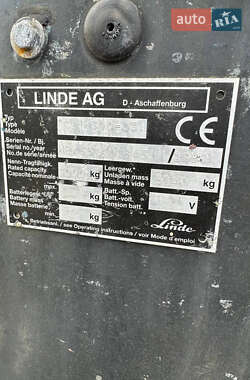 AUTO
RIA
LINDE AG D - Aschaffenburg
Typ
Type
Modèle
CE
Serien-Nr. / Bj.
Serial no./year
No. de série/année
/
Nenn-Tragfähigk.
Rated capacity
Capacité nominale
kg
Leergew.*
Unladen mass
Masse à vide
kg
max.
kg
Battery mass
Masse batterie
min.
kg
Batt.-Sp.
Batt.-volt.
Tension batt.
V
Betriebsanl. / see Operating instructions / voir Mode d'emploi
Linde